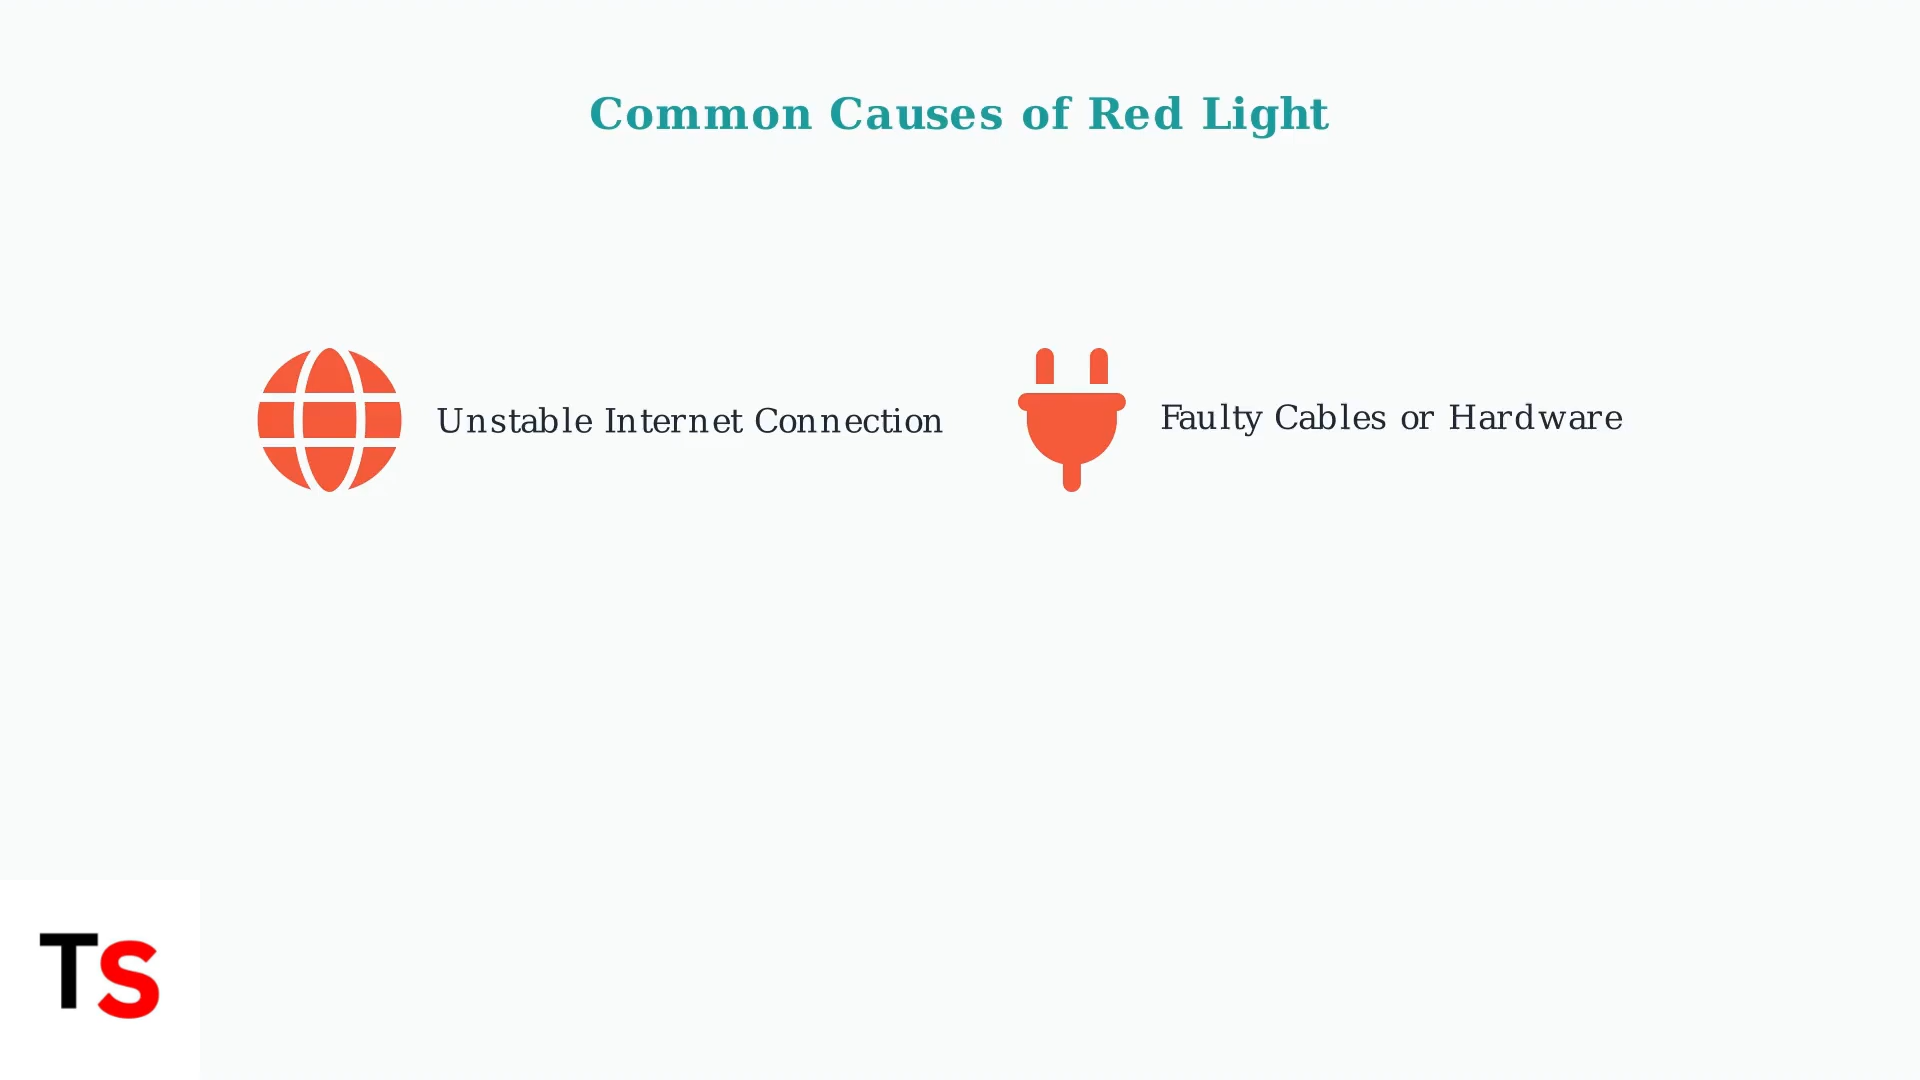 Common Causes of Red Light
Unstable Internet Connection
Faulty Cables or Hardware
TS